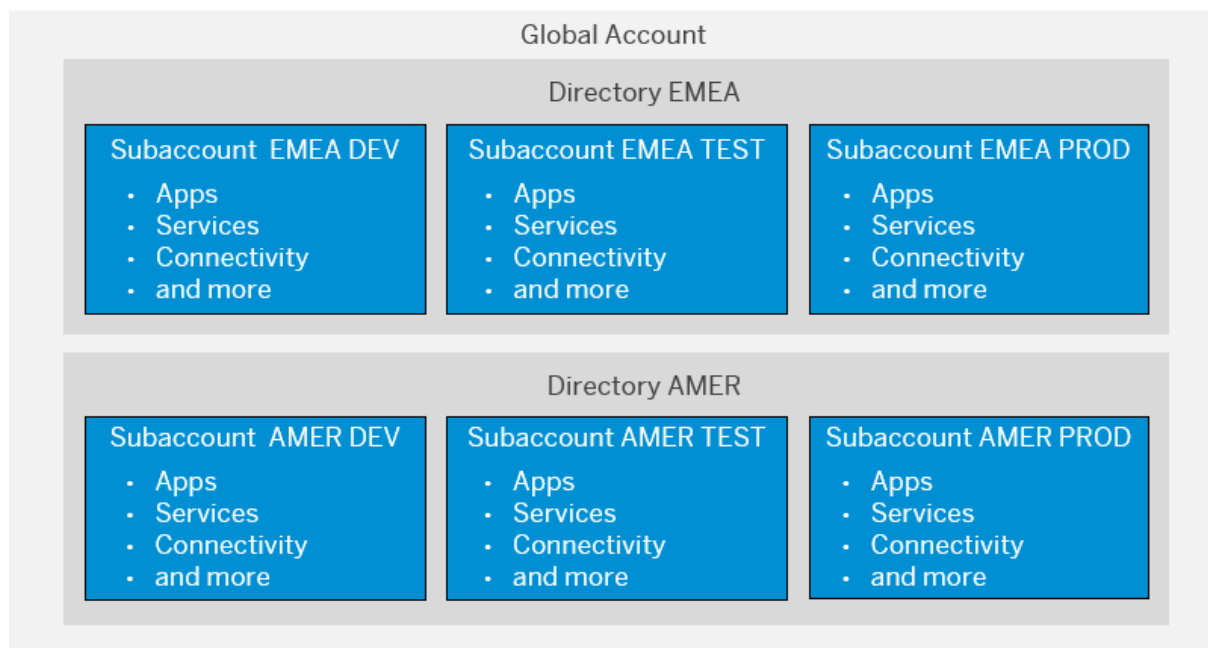 Global Account
Directory EMEA
Subaccount EMEA DEV
• Apps
• Services
• Connectivity
• and more
Subaccount EMEA TEST
• Apps
• Services
• Connectivity
• and more
Subaccount EMEA PROD
• Apps
• Services
• Connectivity
• and more
Directory AMER
Subaccount AMER DEV
• Apps
• Services
• Connectivity
• and more
Subaccount AMER TEST
• Apps
• Services
• Connectivity
• and more
Subaccount AMER PROD
• Apps
• Services
• Connectivity
• and more